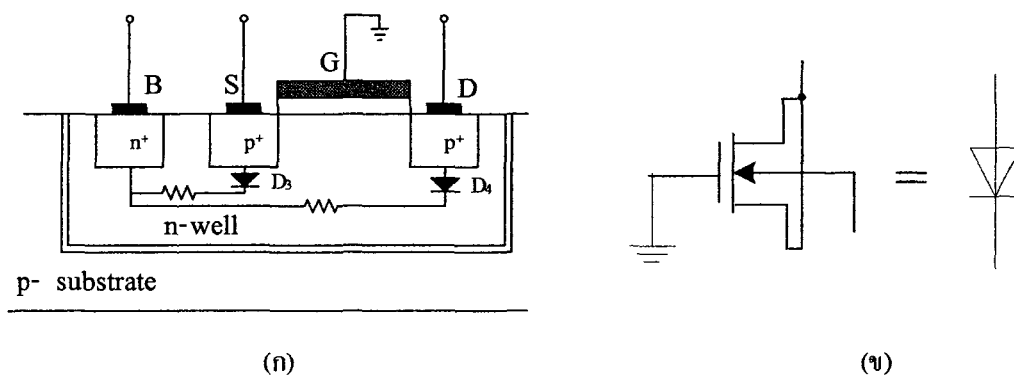 B S G D
n⁺ p⁺ p⁺
D₃ D₄
n-well
p- substrate
=
(ก) (ข)